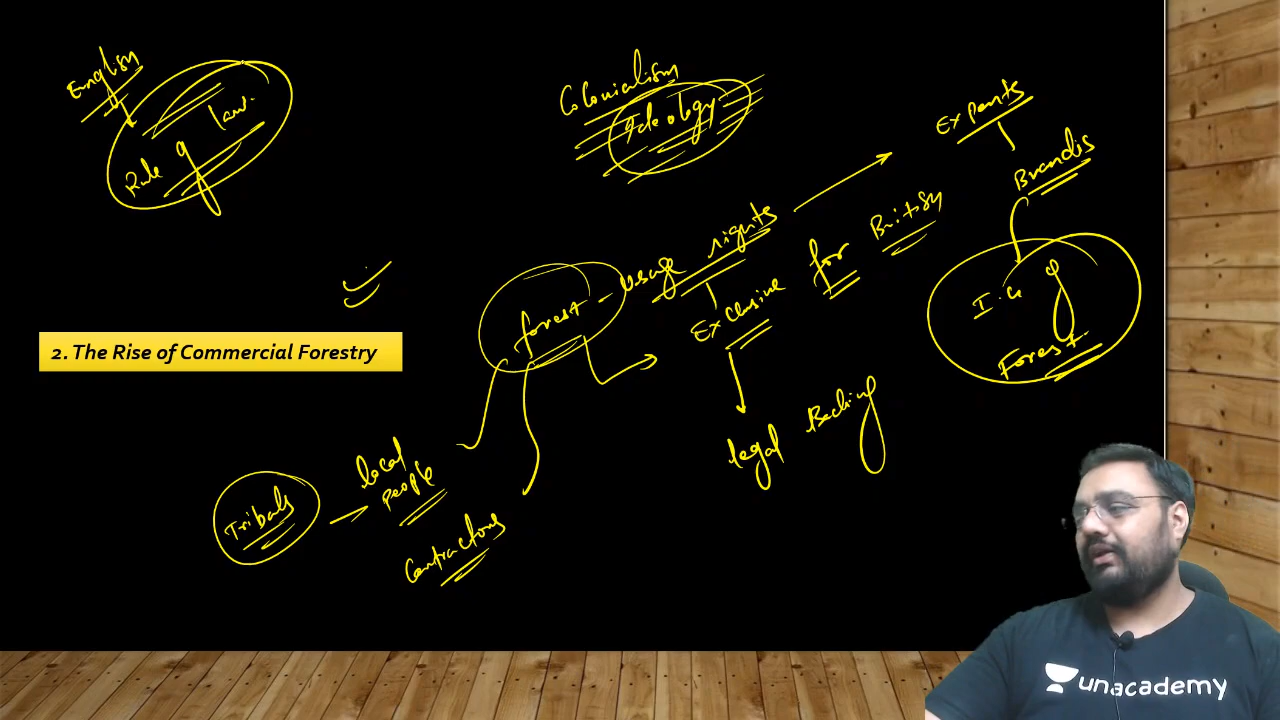 English
Rule of law.
Colonialism
Ideology
Experts
Brandis
I.G of
Forest
forest - usage rights
Exclusive for British
legal Backing
2. The Rise of Commercial Forestry
Tribals - local
people
Contractors
unacademy